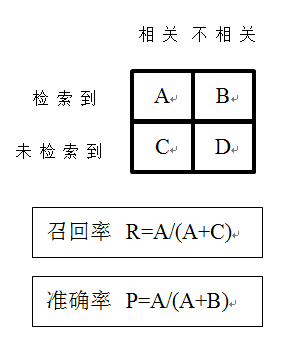 相关 不相关
检索到 A B
未检索到 C D
召回率 R=A/(A+C)
准确率 P=A/(A+B)